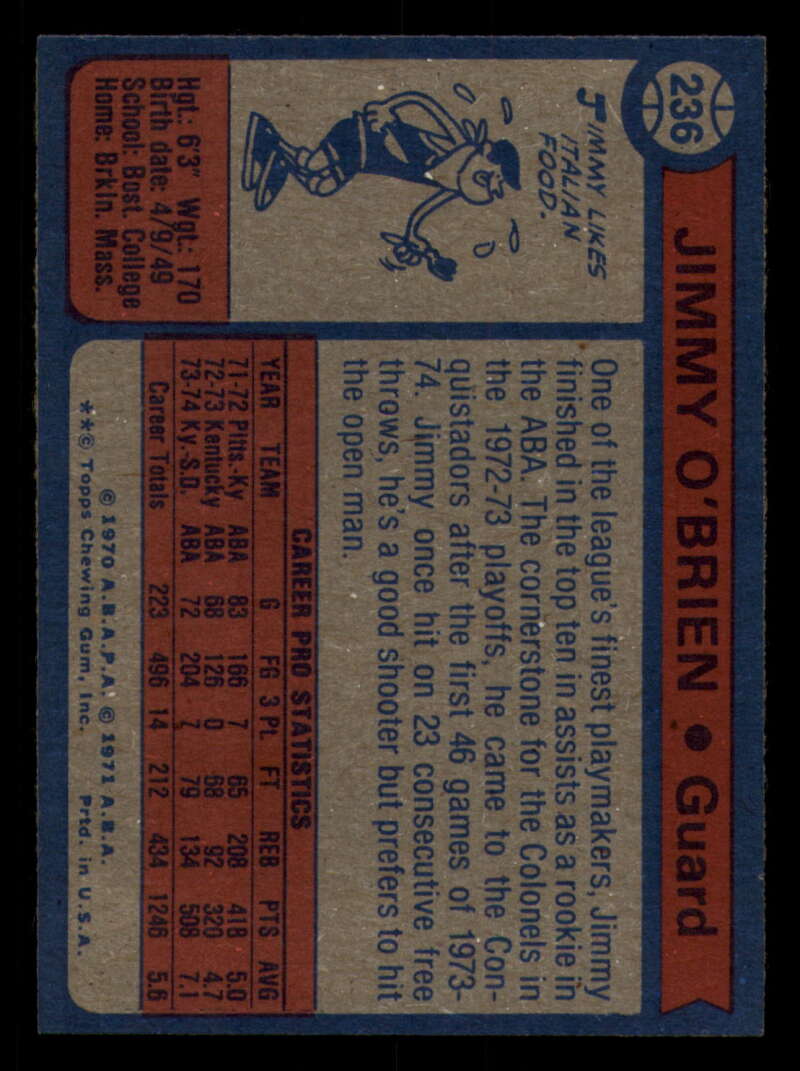 236
JIMMY O'BRIEN • Guard
JIMMY LIKES
ITALIAN
FOOD.
Hgt.: 6'3" Wgt.: 170
Birth date: 4/9/49
School: Bost. College
Home: Brkln. Mass.
One of the league's finest playmakers, Jimmy
finished in the top ten in assists as a rookie in
the ABA. The cornerstone for the Colonels in
the 1972-73 playoffs, he came to the Con-
quistadors after the first 46 games of 1973-
74. Jimmy once hit on 23 consecutive free
throws, he's a good shooter but prefers to hit
the open man.
CAREER PRO STATISTICS
YEAR TEAM G FG 3 Pt. FT REB PTS AVG
71-72 Pitts.-Ky ABA 83 166 7 65 208 418 5.0
72-73 Kentucky ABA 68 126 0 68 92 320 4.7
73-74 Ky.-S.D. ABA 72 204 7 79 134 508 7.1
Career Totals 223 496 14 212 434 1246 5.6
© 1970 A.B.A.P.A. © 1971 A.B.A.
**© Topps Chewing Gum, Inc. Prtd. in U.S.A.